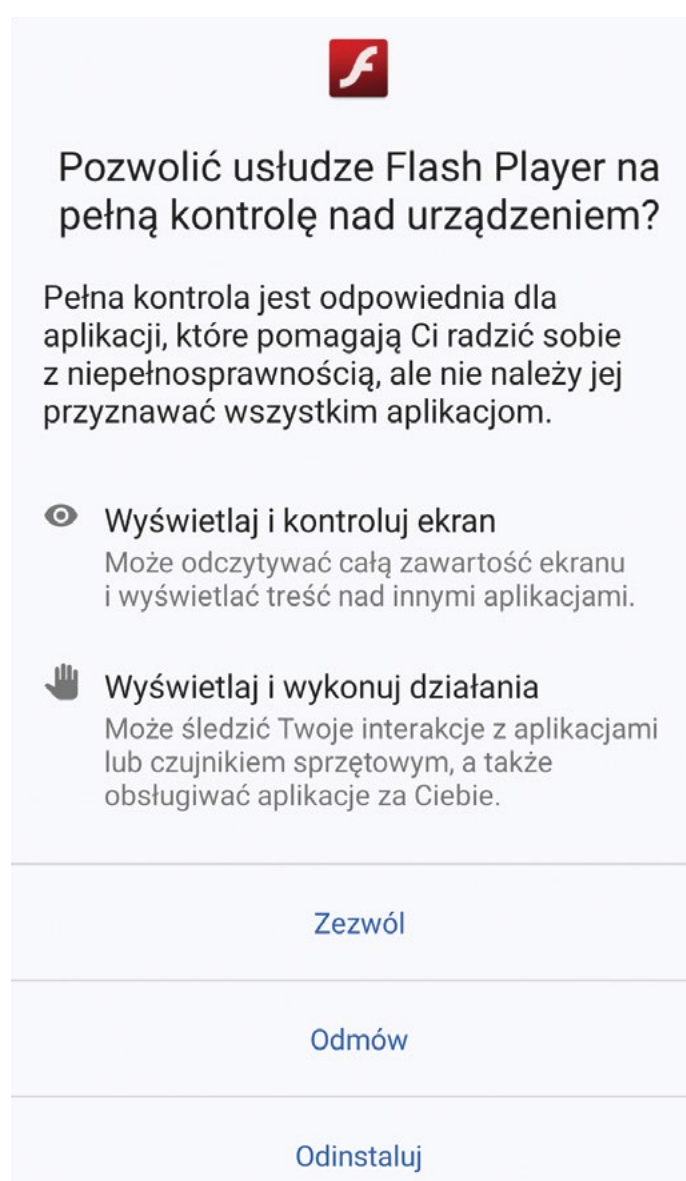 Pozwolić usłudze Flash Player na
pełną kontrolę nad urządzeniem?
Pełna kontrola jest odpowiednia dla
aplikacji, które pomagają Ci radzić sobie
z niepełnosprawnością, ale nie należy jej
przyznawać wszystkim aplikacjom.
Wyświetlaj i kontroluj ekran
Może odczytywać całą zawartość ekranu
i wyświetlać treść nad innymi aplikacjami.
Wyświetlaj i wykonuj działania
Może śledzić Twoje interakcje z aplikacjami
lub czujnikiem sprzętowym, a także
obsługiwać aplikacje za Ciebie.
Zezwól
Odmów
Odinstaluj